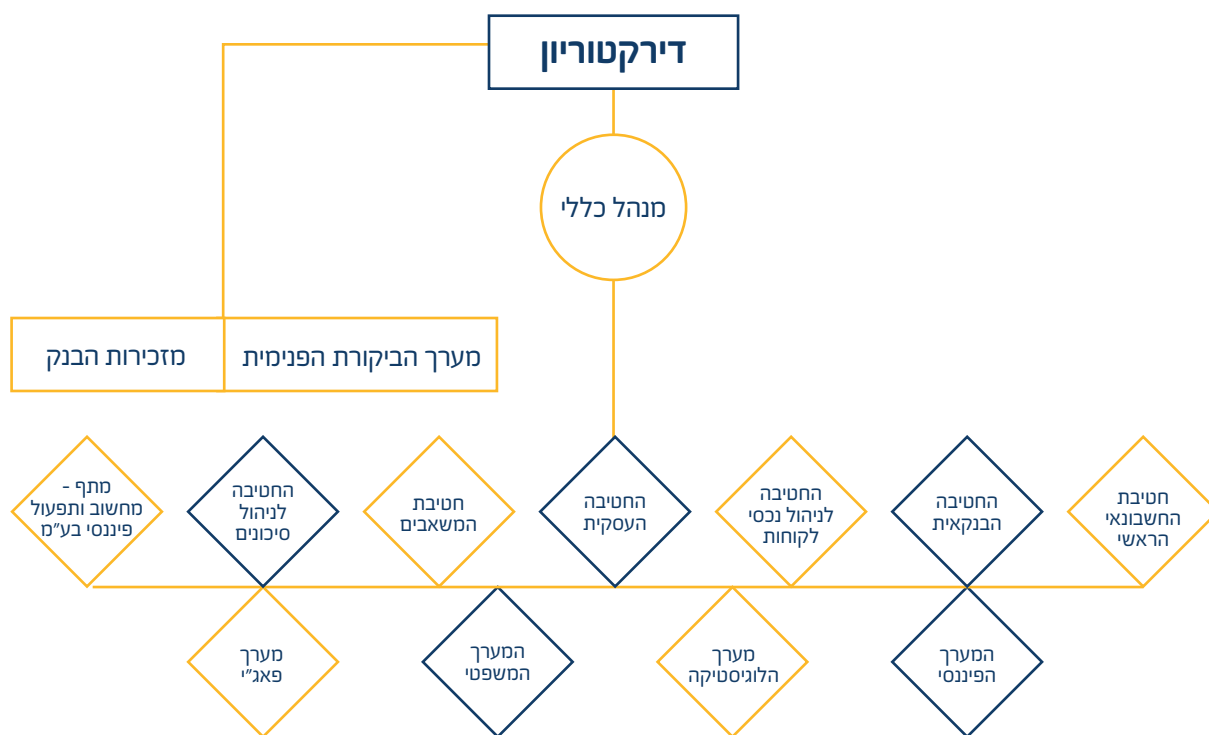 דירקטוריון
מנהל כללי
מערך הביקורת הפנימית
מזכירות הבנק
חטיבת
החשבונאי
הראשי
החטיבה
הבנקאית
החטיבה
לניהול נכסי
לקוחות
החטיבה
העסקית
חטיבת
המשאבים
החטיבה
לניהול
סיכונים
מתף -
מחשוב ותפעול
פיננסי בע"מ
המערך
הפיננסי
מערך
הלוגיסטיקה
המערך
המשפטי
מערך
פאג"י